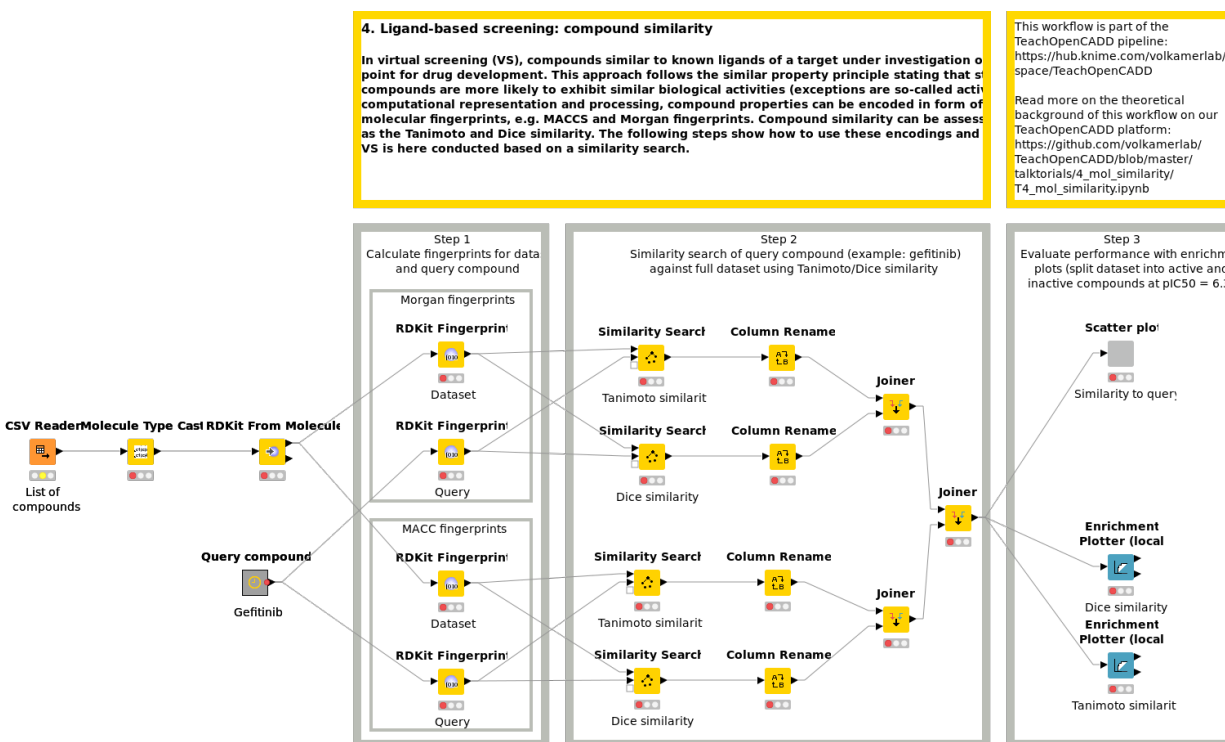 4. Ligand-based screening: compound similarity
In virtual screening (VS), compounds similar to known ligands of a target under investigation o
point for drug development. This approach follows the similar property principle stating that st
compounds are more likely to exhibit similar biological activities (exceptions are so-called activ
computational representation and processing, compound properties can be encoded in form of
molecular fingerprints, e.g. MACCS and Morgan fingerprints. Compound similarity can be assess
as the Tanimoto and Dice similarity. The following steps show how to use these encodings and
VS is here conducted based on a similarity search.
This workflow is part of the
TeachOpenCADD pipeline:
https://hub.knime.com/volkamerlab/
space/TeachOpenCADD
Read more on the theoretical
background of this workflow on our
TeachOpenCADD platform:
https://github.com/volkamerlab/
TeachOpenCADD/blob/master/
talktorials/4_mol_similarity/
T4_mol_similarity.ipynb
Step 1
Calculate fingerprints for data
and query compound
Step 2
Similarity search of query compound (example: gefitinib)
against full dataset using Tanimoto/Dice similarity
Step 3
Evaluate performance with enrichm
plots (split dataset into active and
inactive compounds at pIC50 = 6.3
Morgan fingerprints
RDKit Fingerprint
Dataset
RDKit Fingerprint
Query
MACC fingerprints
RDKit Fingerprint
Dataset
RDKit Fingerprint
Query
CSV Reader
List of
compounds
Molecule Type Cast
RDKit From Molecule
Query compound
Gefitinib
Similarity Search
Tanimoto similarit
Column Rename
Similarity Search
Dice similarity
Column Rename
Joiner
Similarity Search
Tanimoto similarit
Column Rename
Similarity Search
Dice similarity
Column Rename
Joiner
Joiner
Scatter plot
Similarity to query
Enrichment
Plotter (local
Dice similarity
Enrichment
Plotter (local
Tanimoto similarit